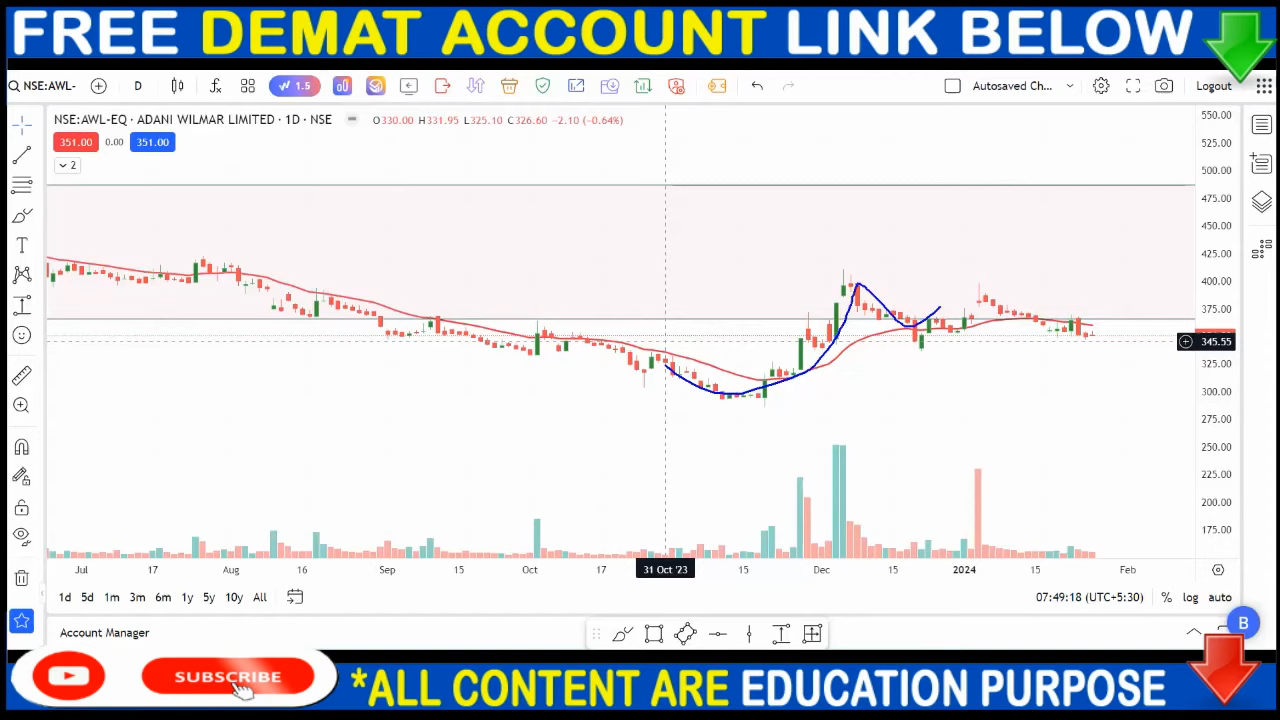 FREE DEMAT ACCOUNT LINK BELOW
NSE:AWL- D 1.5 Autosaved Ch... Logout
NSE:AWL-EQ · ADANI WILMAR LIMITED · 1D · NSE O330.00 H331.95 L325.10 C326.60 −2.10 (−0.64%)
351.00 0.00 351.00
2
550.00
525.00
500.00
475.00
450.00
425.00
400.00
375.00
345.55
325.00
300.00
275.00
250.00
225.00
200.00
175.00
Jul 17 Aug 16 Sep 15 Oct 17 31 Oct '23 15 Dec 15 2024 15 Feb
1d 5d 1m 3m 6m 1y 5y 10y All 07:49:18 (UTC+5:30) % log auto
Account Manager
B
SUBSCRIBE
*ALL CONTENT ARE EDUCATION PURPOSE